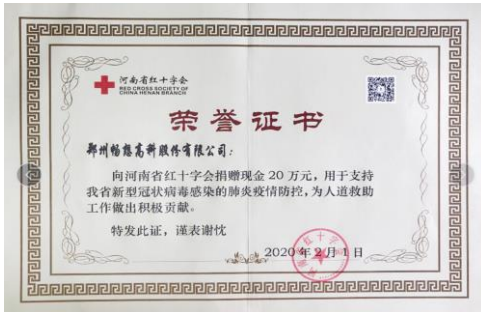 河南省红十字会
RED CROSS SOCIETY OF
CHINA HENAN BRANCH
荣誉证书
郑州畅想高科股份有限公司：
向河南省红十字会捐赠现金20万元，用于支持
我省新型冠状病毒感染的肺炎疫情防控，为人道救助
工作做出积极贡献。
特发此证，谨表谢忱
2020年2月1日